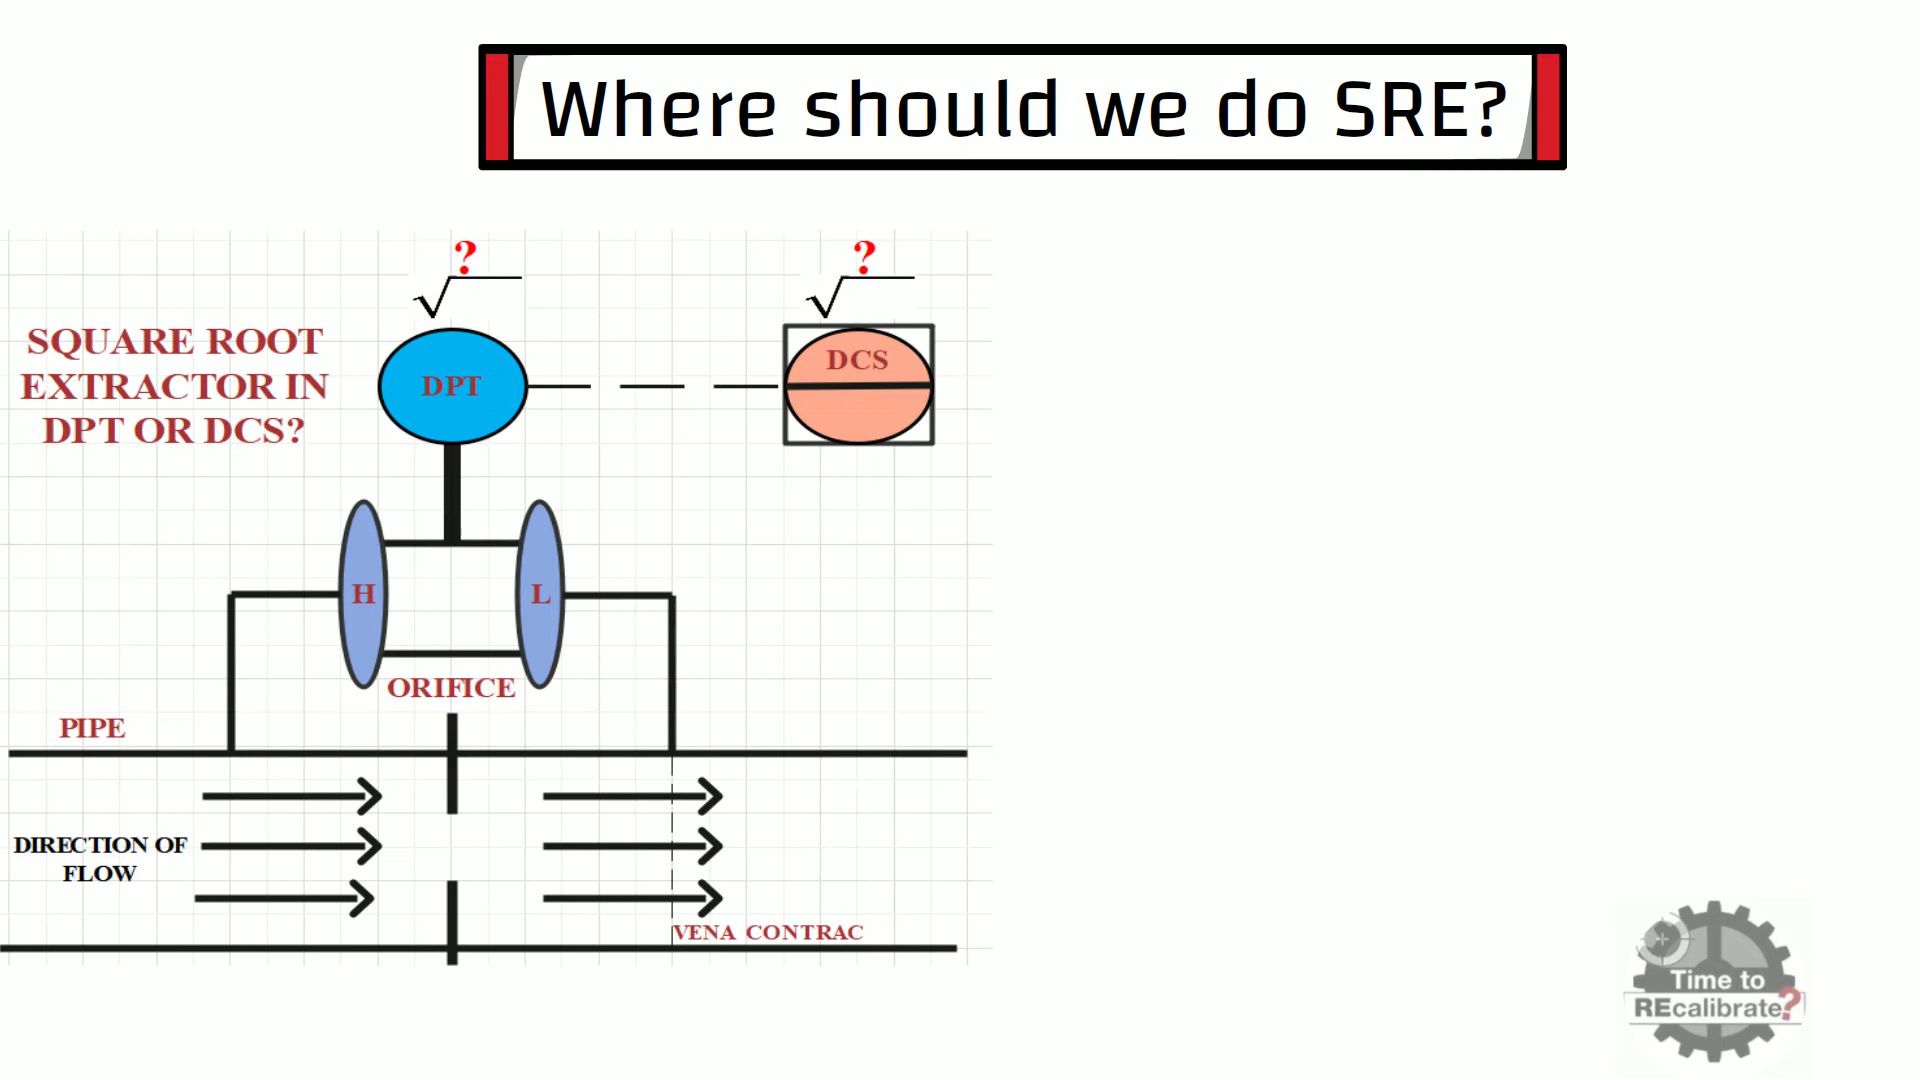 Where should we do SRE?
?
?
√
√
SQUARE ROOT
EXTRACTOR IN
DPT OR DCS?
DPT
DCS
H
L
ORIFICE
PIPE
DIRECTION OF
FLOW
VENA CONTRAC
Time to
REcalibrate?